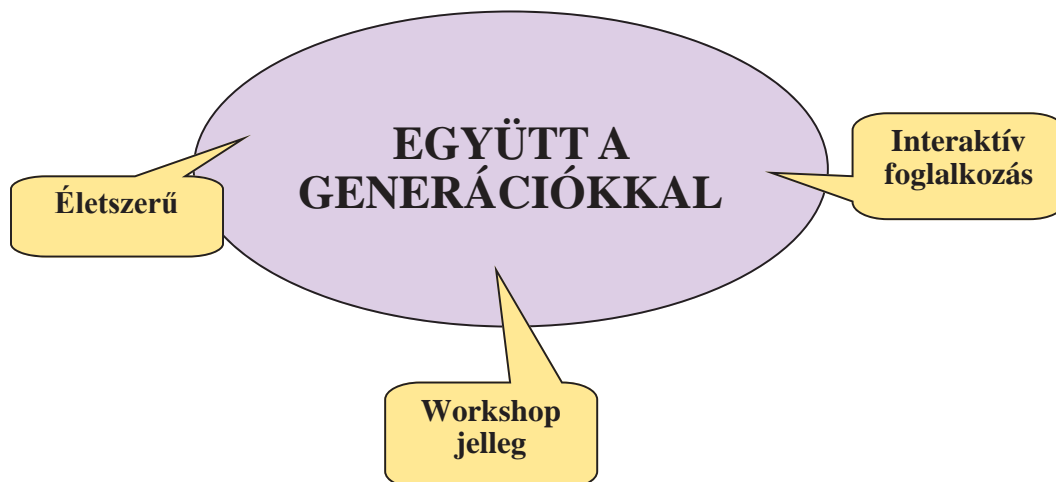 EGYÜTT A
GENERÁCIÓKKAL
Életszerű
Interaktív
foglalkozás
Workshop
jelleg